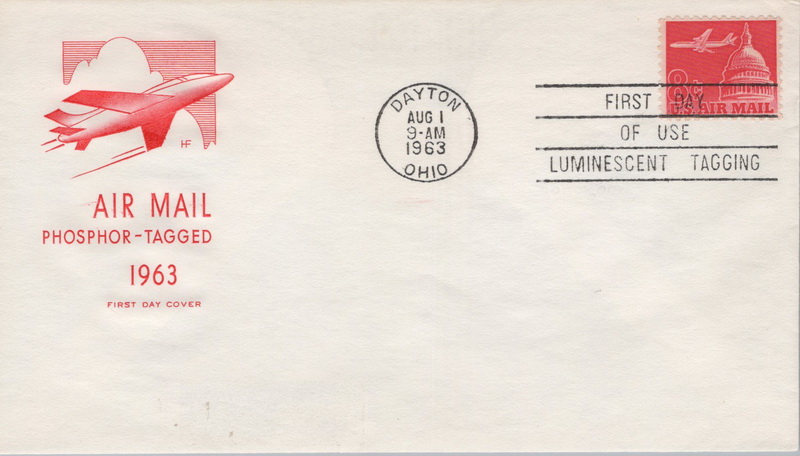 HF
AIR MAIL
PHOSPHOR-TAGGED
1963
FIRST DAY COVER
DAYTON
AUG 1
9-AM
1963
OHIO
8¢
U.S. AIR MAIL
FIRST DAY
OF USE
LUMINESCENT TAGGING